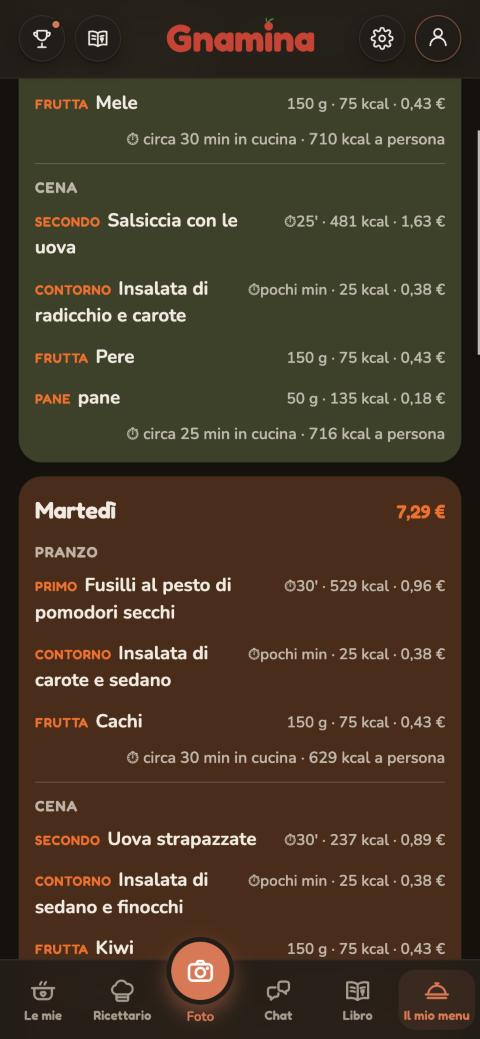 Gnamina
FRUTTA Mele 150 g · 75 kcal · 0,43 €
⏱ circa 30 min in cucina · 710 kcal a persona
CENA
SECONDO Salsiccia con le ⏱25' · 481 kcal · 1,63 €
uova
CONTORNO Insalata di ⏱pochi min · 25 kcal · 0,38 €
radicchio e carote
FRUTTA Pere 150 g · 75 kcal · 0,43 €
PANE pane 50 g · 135 kcal · 0,18 €
⏱ circa 25 min in cucina · 716 kcal a persona
Martedì 7,29 €
PRANZO
PRIMO Fusilli al pesto di ⏱30' · 529 kcal · 0,96 €
pomodori secchi
CONTORNO Insalata di ⏱pochi min · 25 kcal · 0,38 €
carote e sedano
FRUTTA Cachi 150 g · 75 kcal · 0,43 €
⏱ circa 30 min in cucina · 629 kcal a persona
CENA
SECONDO Uova strapazzate ⏱30' · 237 kcal · 0,89 €
CONTORNO Insalata di ⏱pochi min · 25 kcal · 0,38 €
sedano e finocchi
FRUTTA Kiwi 150 g · 75 kcal · 0,43 €
Le mie Ricettario Foto Chat Libro Il mio menu